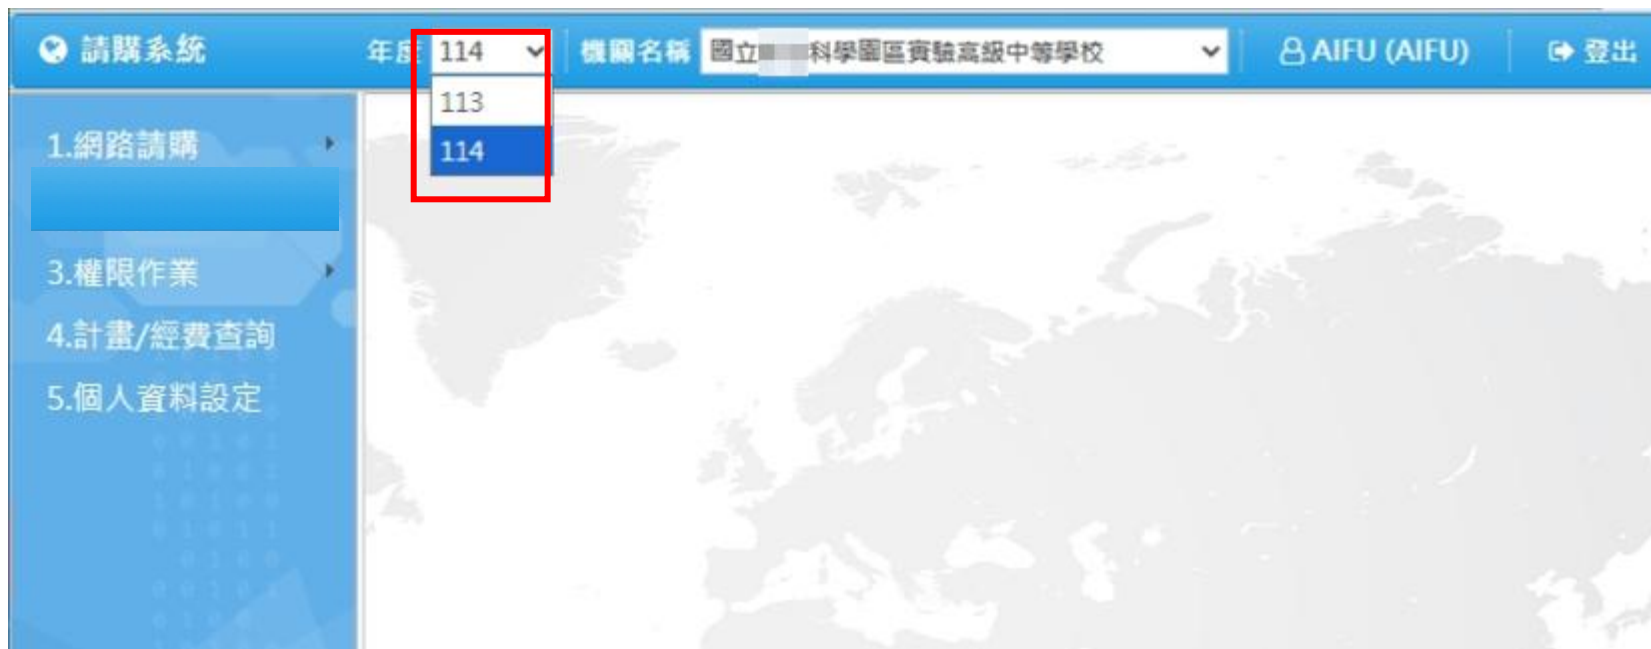 請購系統 年度 114 機關名稱 國立 科學園區實驗高級中等學校 AIFU (AIFU) 登出
113
114
1.網路請購
3.權限作業
4.計畫/經費查詢
5.個人資料設定